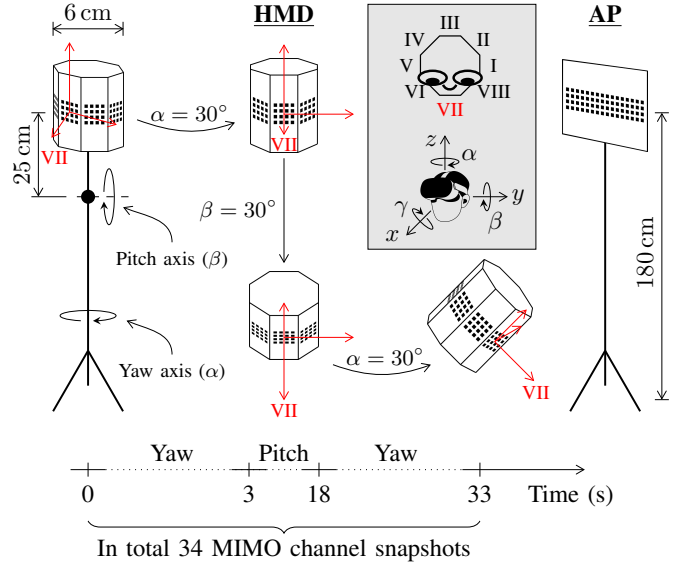 6 cm
HMD
AP
III
IV
II
V
I
VI
VIII
VII
VII
α = 30°
VII
25 cm
z
α
y
β
γ
x
β = 30°
Pitch axis (β)
180 cm
Yaw axis (α)
α = 30°
VII
VII
Yaw
Pitch
Yaw
0
3
18
33
Time (s)
In total 34 MIMO channel snapshots